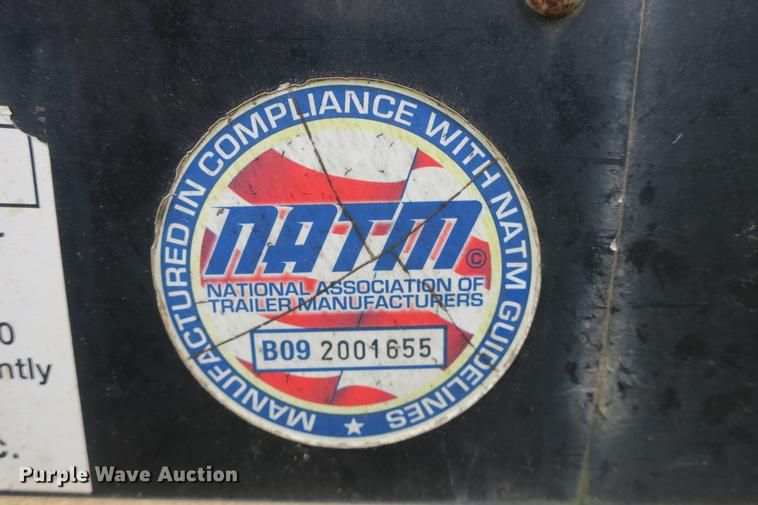 MANUFACTURED IN COMPLIANCE WITH NATM GUIDELINES ★
NATM ©
NATIONAL ASSOCIATION OF
TRAILER MANUFACTURERS
B09 2001655
0
ntly
Purple Wave Auction